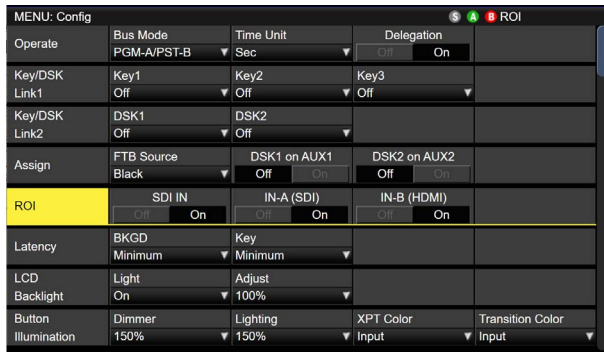 MENU: Config S A B ROI
Operate Bus Mode Time Unit Delegation
PGM-A/PST-B Sec Off On
Key/DSK Link1 Key1 Key2 Key3
Off Off Off
Key/DSK Link2 DSK1 DSK2
Off Off
Assign FTB Source DSK1 on AUX1 DSK2 on AUX2
Black Off On Off On
ROI SDI IN IN-A (SDI) IN-B (HDMI)
Off On Off On Off On
Latency BKGD Key
Minimum Minimum
LCD Backlight Light Adjust
On 100%
Button Illumination Dimmer Lighting XPT Color Transition Color
150% 150% Input Input